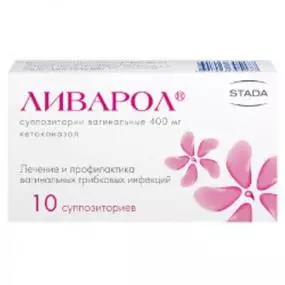 ЛИВАРОЛ®
STADA
суппозитории вагинальные 400 мг
кетоконазол
Лечение и профилактика
вагинальных грибковых инфекций
10 суппозиториев